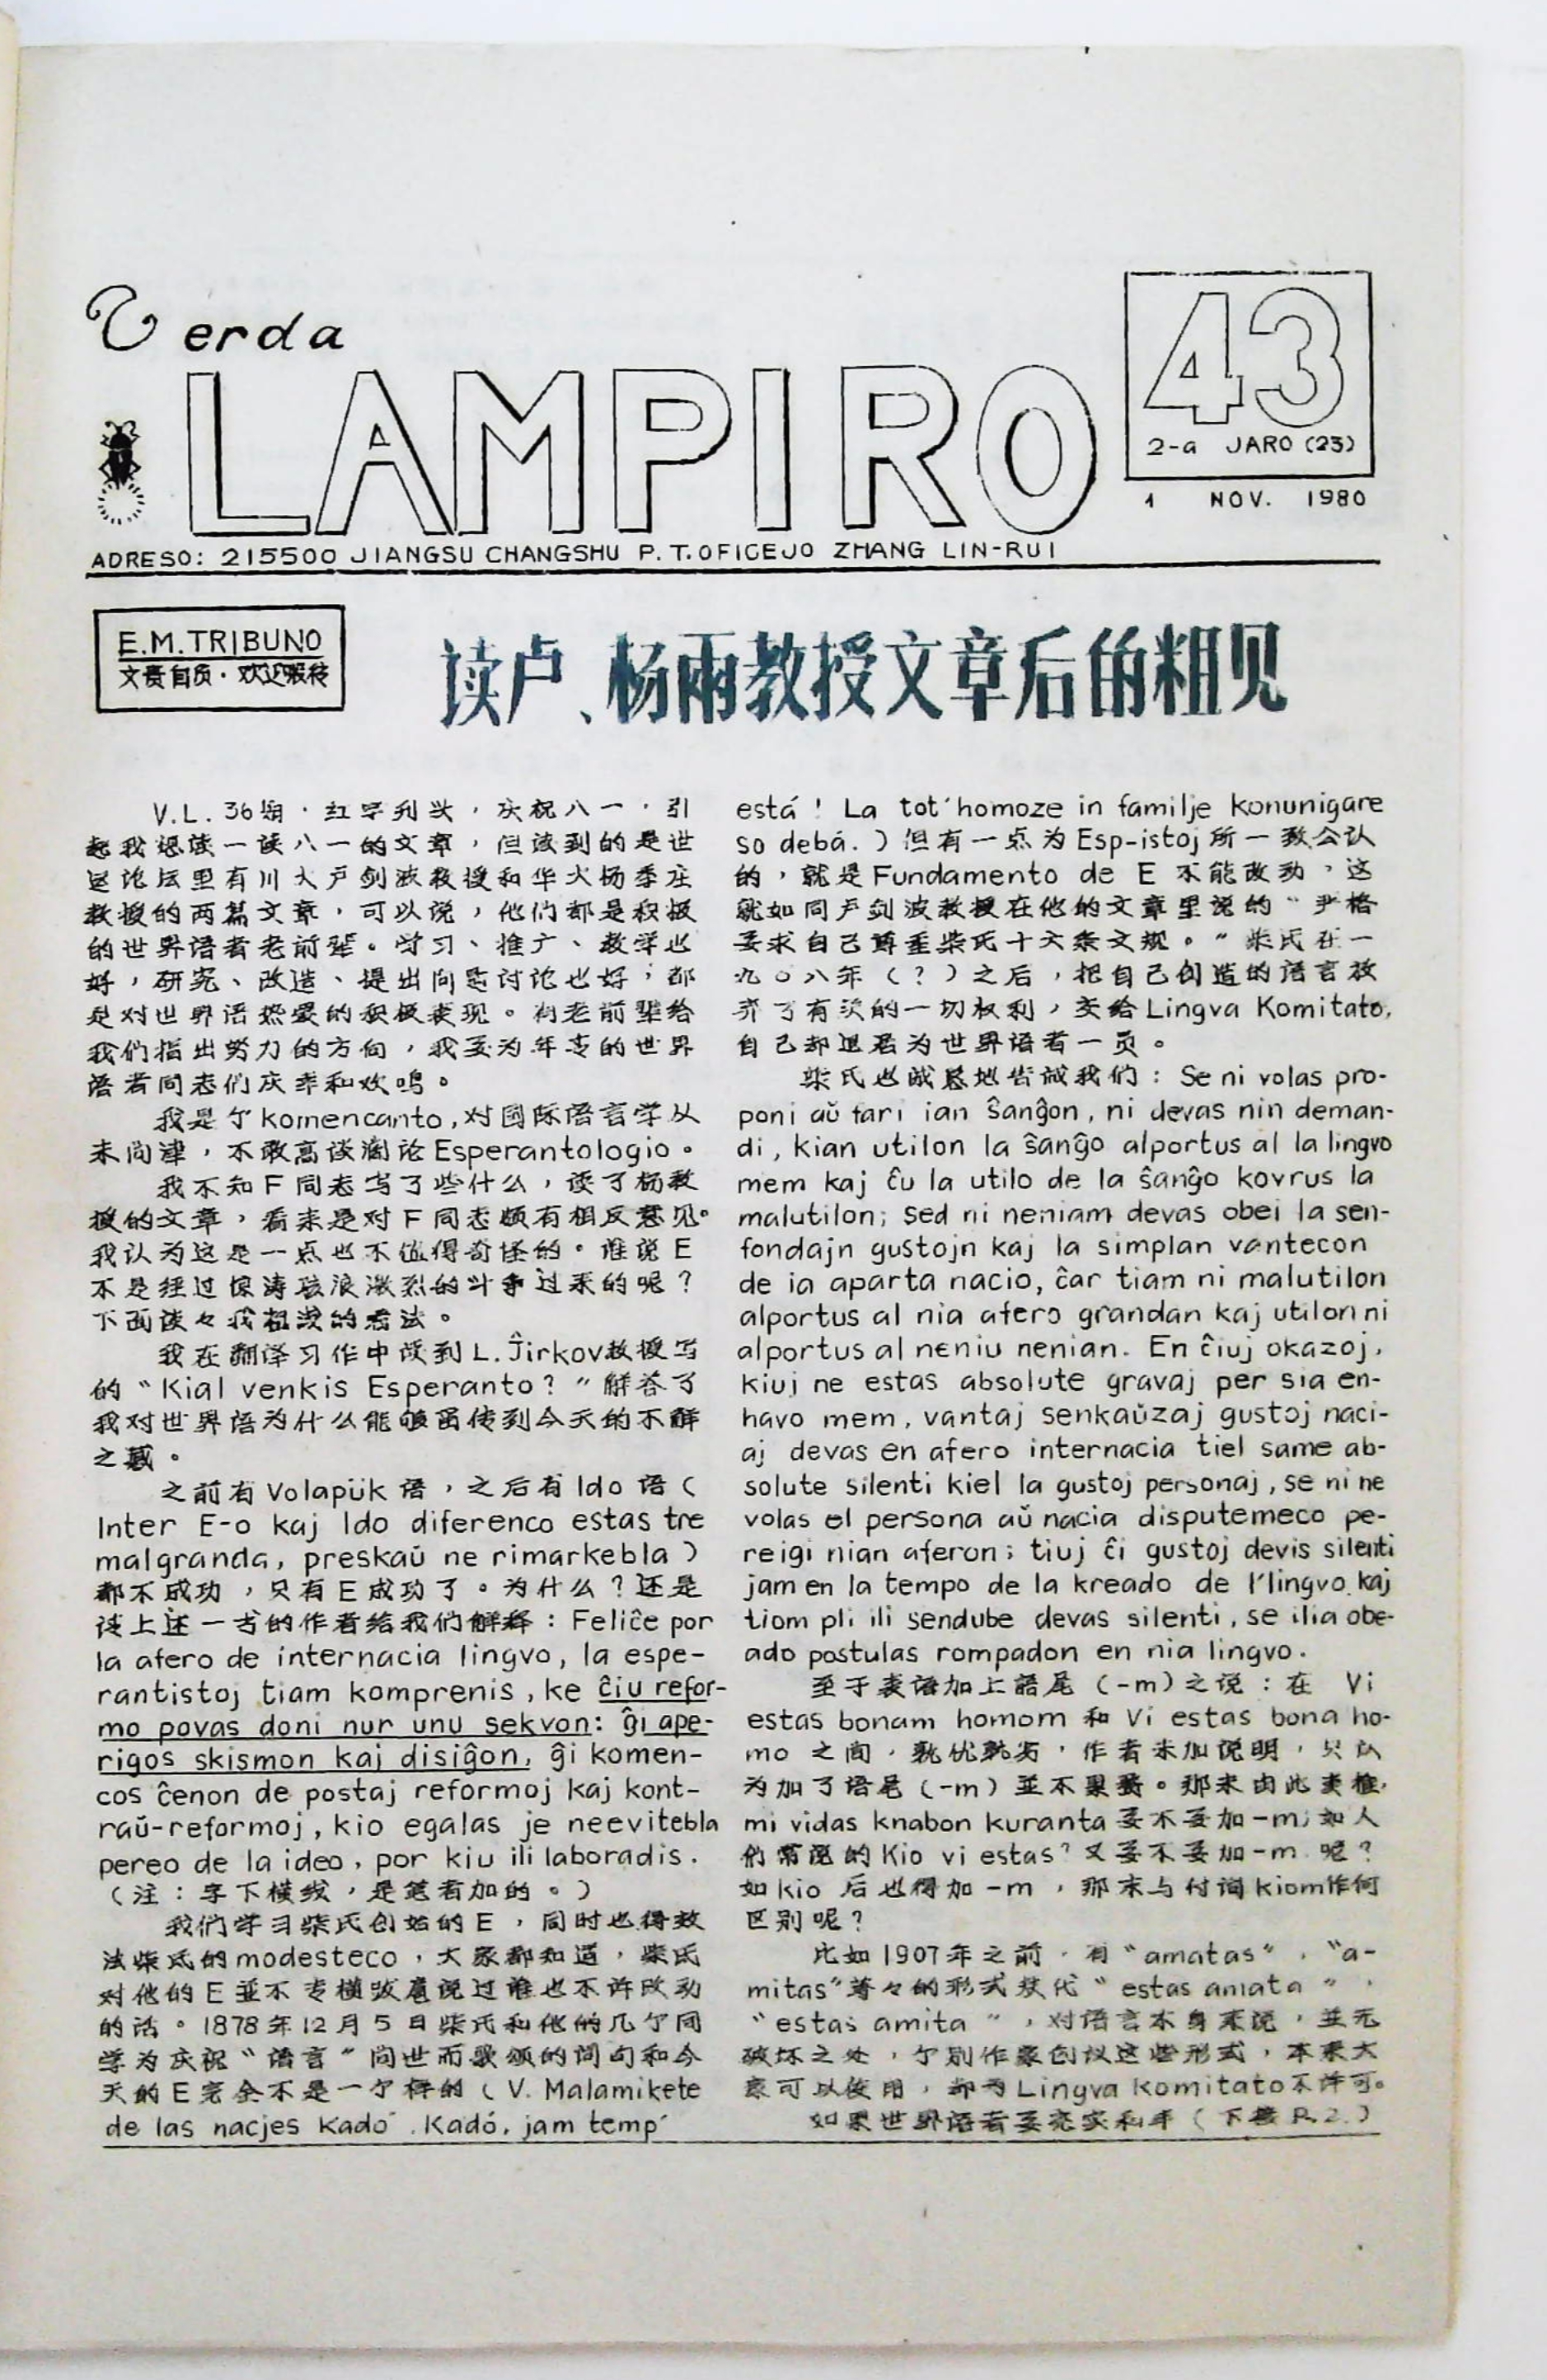 Verda
LAMPIRO
43
2-a JARO (23)
1 NOV. 1980
ADRESO: 215500 JIANGSU CHANGSHU P.T.OFICEJO ZHANG LIN-RUI
E.M.TRIBUNO
文责自负·欢迎照转
读卢、杨兩教授文章后的粗见
V.L.36期,红字刊头,庆祝八一,引
起我想读一读八一的文章,但读到的是世
运论坛里有川大卢剑波教授和华大杨季庄
教授的两篇文章,可以说,他们都是积极
的世界语者老前辈。学习、推广、教学也
好,研究、改造、提出问题讨论也好,都
是对世界语热爱的积极表现。有老前辈给
我们指出努力的方向,我要为年青的世界
语者同志们庆幸和欢鸣。
我是个komencanto,对国际语言学从
未问津,不敢高谈阔论Esperantologio。
我不知F同志写了些什么,读了杨教
授的文章,看来是对F同志颇有相反意见。
我认为这是一点也不值得奇怪的。谁说E
不是经过惊涛骇浪激烈的斗争过来的呢?
下面谈々我粗浅的看法。
我在翻译习作中读到L.Ĵirkov教授写
的“Kial venkis Esperanto?”解答了
我对世界语为什么能够留传到今天的不解
之惑。
之前有Volapük语,之后有Ido语(
Inter E-o kaj Ido diferenco estas tre
malgranda, preskaŭ ne rimarkebla)
都不成功,只有E成功了。为什么?还是
读上述一书的作者给我们解释:Feliĉe por
la afero de internacia lingvo, la espe-
rantistoj tiam komprenis, ke ĉiu refor-
mo povas doni nur unu sekvon: ĝi ape-
rigos skismon kaj disiĝon, ĝi komen-
cos ĉenon de postaj reformoj kaj kont-
raŭ-reformoj, kio egalas je neevitebla
pereo de la ideo, por kiu ili laboradis.
(注:字下横线,是笔者加的。)
我们学习柴氏创始的E,同时也得效
法柴氏的modesteco,大家都知道,柴氏
对他的E並不专横跋扈说过谁也不许改动
的话。1878年12月5日柴氏和他的几个同
学为庆祝“语言”问世而歌颂的词句和今
天的E完全不是一个样的(V. Malamikete
de las nacjes Kadó, Kadó, jam temp'
está! La tot'homoze in familje Konunigare
so debá.)但有一点为Esp-istoj所一致公认
的,就是Fundamento de E不能改动,这
就如同卢剑波教授在他的文章里说的“严格
要求自己尊重柴氏十六条文规。”柴氏在一
九〇八年(?)之后,把自己创造的语言放
弃了有关的一切权利,交给Lingva Komitato,
自己却退居为世界语者一员。
柴氏也诚恳地告诫我们:Se ni volas pro-
poni aŭ fari ian ŝanĝon, ni devas nin deman-
di, kian utilon la ŝanĝo alportus al la lingvo
mem kaj ĉu la utilo de la ŝanĝo kovrus la
malutilon; sed ni neniam devas obei la sen-
fondajn gustojn kaj la simplan vantecon
de ia aparta nacio, ĉar tiam ni malutilon
alportus al nia afero grandan kaj utilon ni
alportus al neniu nenian. En ĉiuj okazoj,
kiuj ne estas absolute gravaj per sia en-
havo mem, vantaj senkaŭzaj gustoj naci-
aj devas en afero internacia tiel same ab-
solute silenti kiel la gustoj personaj, se ni ne
volas el persona aŭ nacia disputemeco pe-
reigi nian aferon; tiuj ĉi gustoj devis silenti
jam en la tempo de la kreado de l'lingvo kaj
tiom pli ili sendube devas silenti, se ilia obe-
ado postulas rompadon en nia lingvo.
至于表语加上語尾(-m)之说:在 Vi
estas bonam homom 和 Vi estas bona ho-
mo 之间,孰优孰劣,作者未加说明,只认
为加了语尾(-m)並不累赘。那末由此类推,
mi vidas knabon kuranta要不要加-m;如人
们常说的Kio vi estas?又要不要加-m 呢?
如kio 后也得加-m,那末与付词kiom作何
区别呢?
比如1907年之前,有“amatas”,“a-
mitas”等々的形式获代“estas amata”,
“estas amita”,对语言本身来说,並无
破坏之处,个别作家创议这些形式,本来大
家可以使用,却为Lingva Komitato不许可。
如果世界语者要亮家和平(下接P.2.)